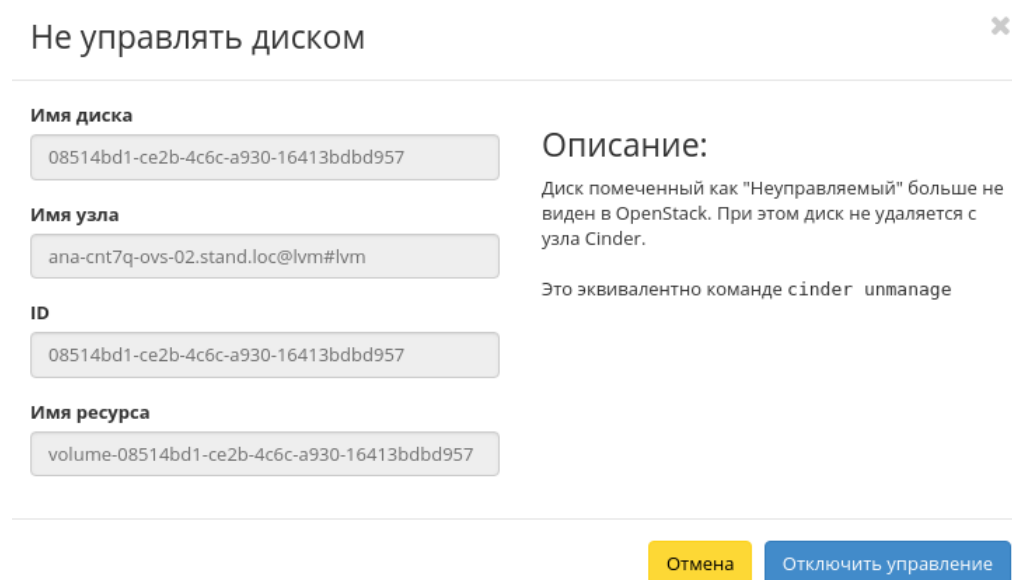 Не управлять диском
Имя диска
08514bd1-ce2b-4c6c-a930-16413bdbd957
Имя узла
ana-cnt7q-ovs-02.stand.loc@lvm#lvm
ID
08514bd1-ce2b-4c6c-a930-16413bdbd957
Имя ресурса
volume-08514bd1-ce2b-4c6c-a930-16413bdbd957
Описание:
Диск помеченный как "Неуправляемый" больше не
виден в OpenStack. При этом диск не удаляется с
узла Cinder.
Это эквивалентно команде cinder unmanage
Отмена
Отключить управление